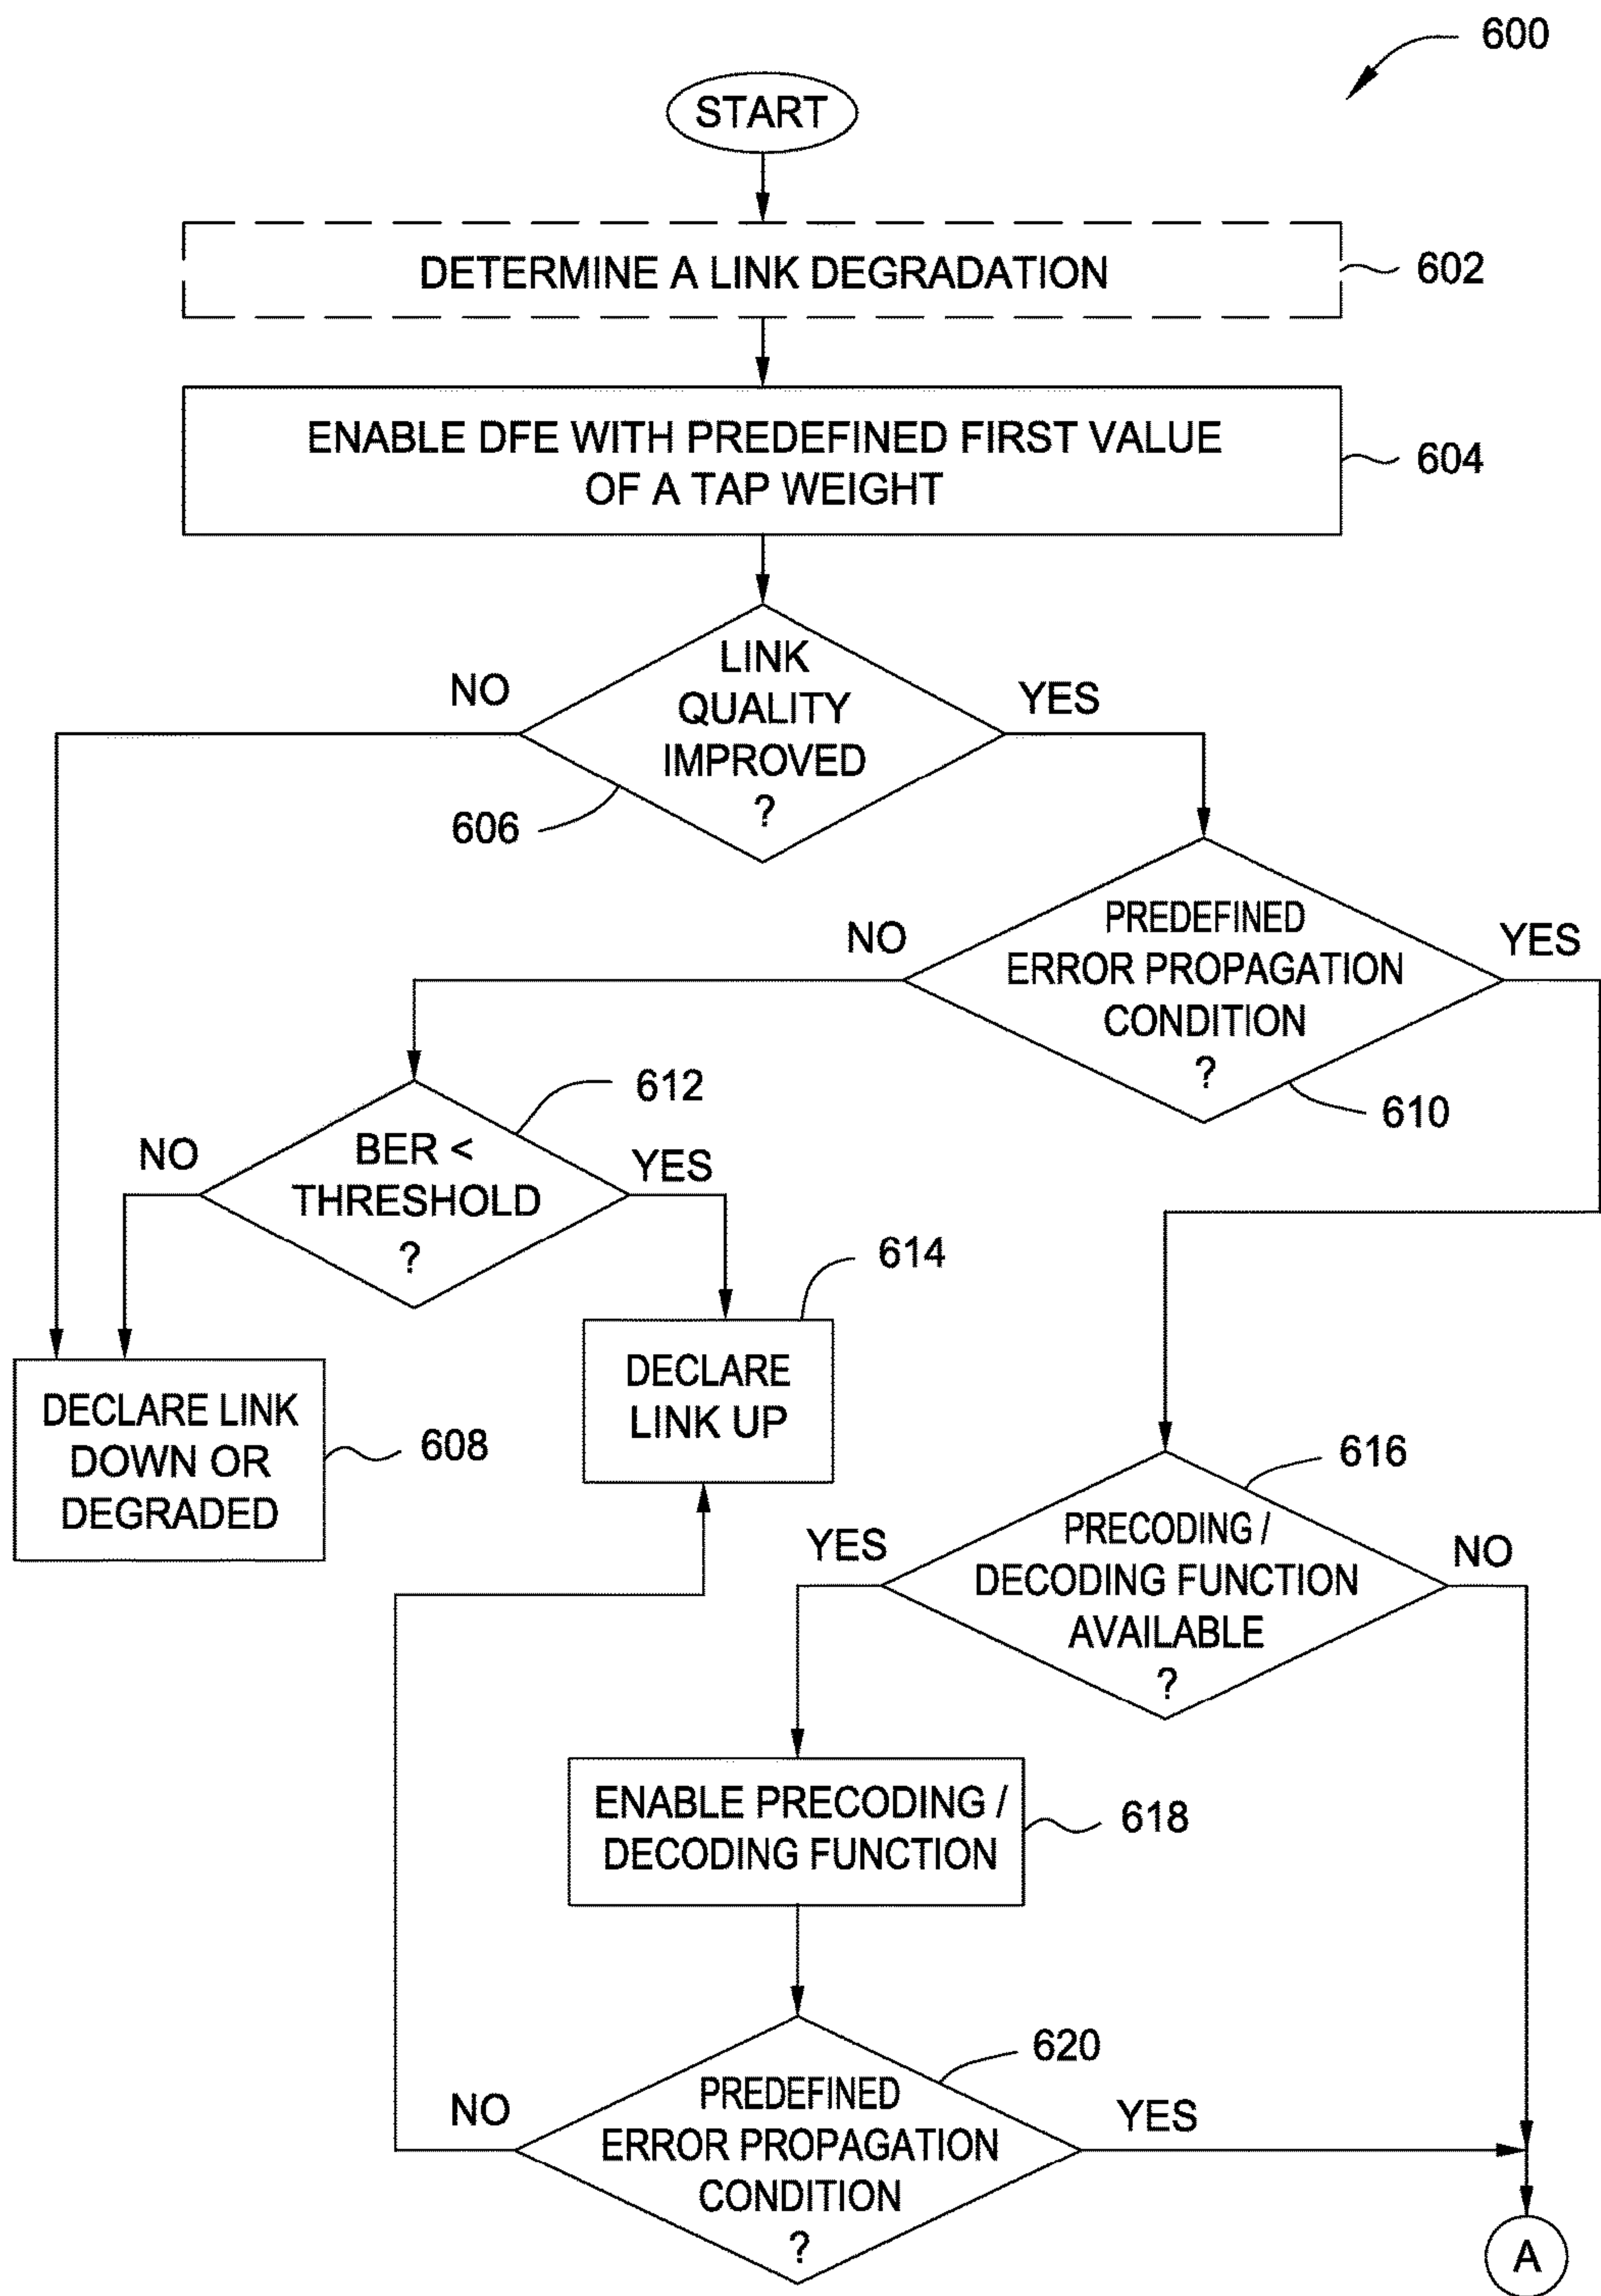 600
START
DETERMINE A LINK DEGRADATION
602
ENABLE DFE WITH PREDEFINED FIRST VALUE
OF A TAP WEIGHT
604
LINK
QUALITY
IMPROVED
?
NO
YES
606
PREDEFINED
ERROR PROPAGATION
CONDITION
?
NO
YES
610
612
BER <
THRESHOLD
?
NO
YES
614
DECLARE
LINK UP
DECLARE LINK
DOWN OR
DEGRADED
608
616
PRECODING /
DECODING FUNCTION
AVAILABLE
?
YES
NO
ENABLE PRECODING /
DECODING FUNCTION
618
620
PREDEFINED
ERROR PROPAGATION
CONDITION
?
NO
YES
A